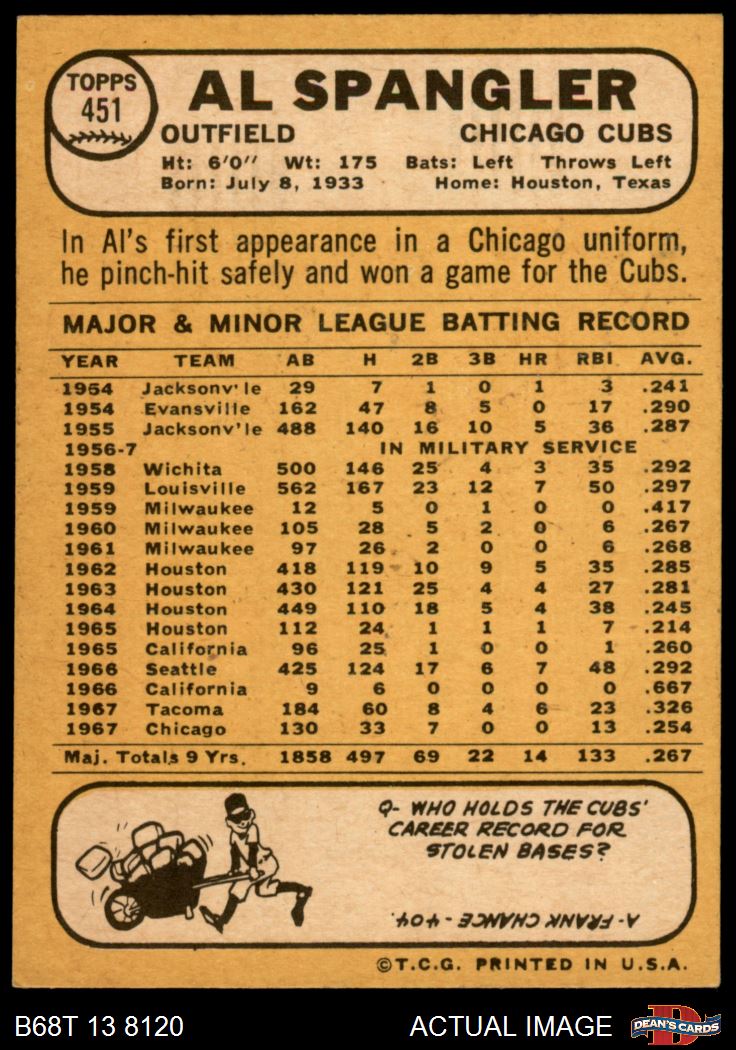 TOPPS
451
AL SPANGLER
OUTFIELD CHICAGO CUBS
Ht: 6'0" Wt: 175 Bats: Left Throws Left
Born: July 8, 1933 Home: Houston, Texas
In Al's first appearance in a Chicago uniform,
he pinch-hit safely and won a game for the Cubs.
MAJOR & MINOR LEAGUE BATTING RECORD
YEAR TEAM AB H 2B 3B HR RBI AVG.
1954 Jacksonv'le 29 7 1 0 1 3 .241
1954 Evansville 162 47 8 5 0 17 .290
1955 Jacksonv'le 488 140 16 10 5 36 .287
1956-7 IN MILITARY SERVICE
1958 Wichita 500 146 25 4 3 35 .292
1959 Louisville 562 167 23 12 7 50 .297
1959 Milwaukee 12 5 0 1 0 0 .417
1960 Milwaukee 105 28 5 2 0 6 .267
1961 Milwaukee 97 26 2 0 0 6 .268
1962 Houston 418 119 10 9 5 35 .285
1963 Houston 430 121 25 4 4 27 .281
1964 Houston 449 110 18 5 4 38 .245
1965 Houston 112 24 1 1 1 7 .214
1965 California 96 25 1 0 0 1 .260
1966 Seattle 425 124 17 6 7 48 .292
1966 California 9 6 0 0 0 0 .667
1967 Tacoma 184 60 8 4 6 23 .326
1967 Chicago 130 33 7 0 0 13 .254
Maj. Totals 9 Yrs. 1858 497 69 22 14 133 .267
Q- WHO HOLDS THE CUBS'
CAREER RECORD FOR
STOLEN BASES?
A- FRANK CHANCE - 404.
©T.C.G. PRINTED IN U.S.A.
B68T 13 8120 ACTUAL IMAGE DEAN'S CARDS